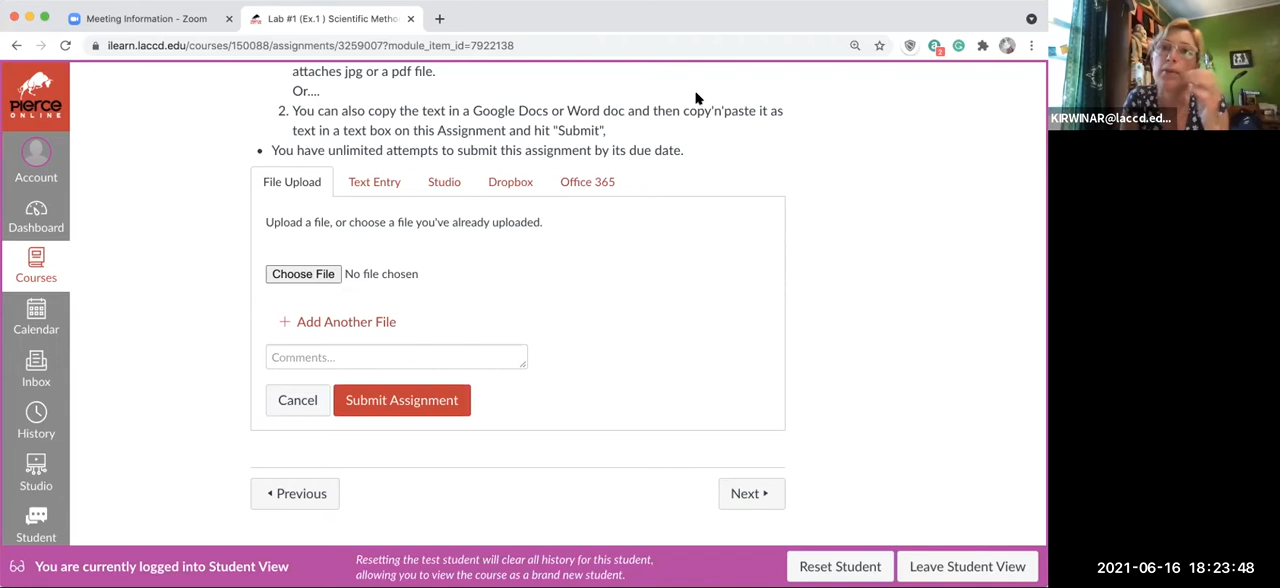 Meeting Information - Zoom
Lab #1 (Ex.1 ) Scientific Metho
ilearn.laccd.edu/courses/150088/assignments/3259007?module_item_id=7922138
2
PIERCE
ONLINE
Account
Dashboard
Courses
Calendar
Inbox
History
Studio
Student
attaches jpg or a pdf file.
Or....
2. You can also copy the text in a Google Docs or Word doc and then copy'n'paste it as
text in a text box on this Assignment and hit "Submit",
• You have unlimited attempts to submit this assignment by its due date.
File Upload Text Entry Studio Dropbox Office 365
Upload a file, or choose a file you've already uploaded.
Choose File No file chosen
+ Add Another File
Comments...
Cancel Submit Assignment
Previous Next
You are currently logged into Student View
Resetting the test student will clear all history for this student,
allowing you to view the course as a brand new student.
Reset Student Leave Student View
KIRWINAR@laccd.ed...
2021-06-16 18:23:48